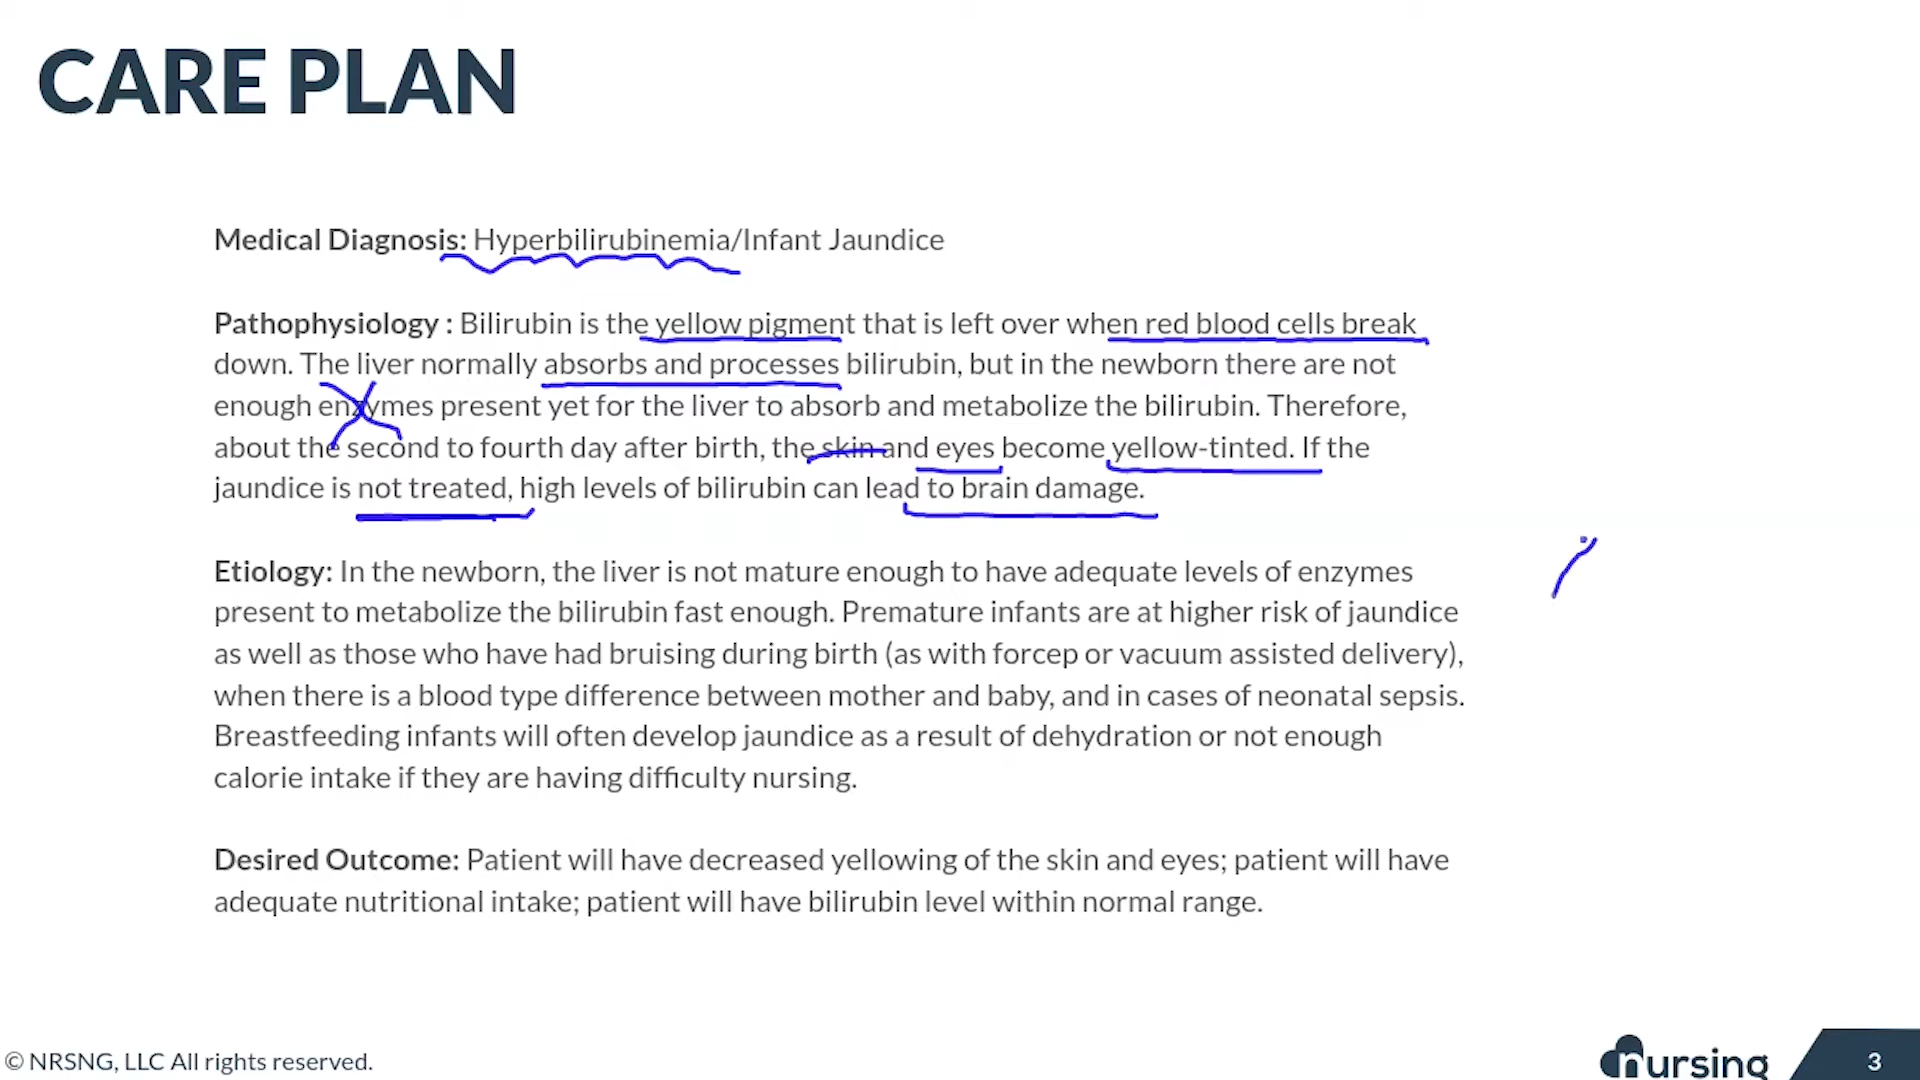 CARE PLAN
Medical Diagnosis: Hyperbilirubinemia/Infant Jaundice
Pathophysiology : Bilirubin is the yellow pigment that is left over when red blood cells break
down. The liver normally absorbs and processes bilirubin, but in the newborn there are not
enough enzymes present yet for the liver to absorb and metabolize the bilirubin. Therefore,
about the second to fourth day after birth, the skin and eyes become yellow-tinted. If the
jaundice is not treated, high levels of bilirubin can lead to brain damage.
Etiology: In the newborn, the liver is not mature enough to have adequate levels of enzymes
present to metabolize the bilirubin fast enough. Premature infants are at higher risk of jaundice
as well as those who have had bruising during birth (as with forcep or vacuum assisted delivery),
when there is a blood type difference between mother and baby, and in cases of neonatal sepsis.
Breastfeeding infants will often develop jaundice as a result of dehydration or not enough
calorie intake if they are having difficulty nursing.
Desired Outcome: Patient will have decreased yellowing of the skin and eyes; patient will have
adequate nutritional intake; patient will have bilirubin level within normal range.
© NRSNG, LLC All rights reserved.
nursing
3